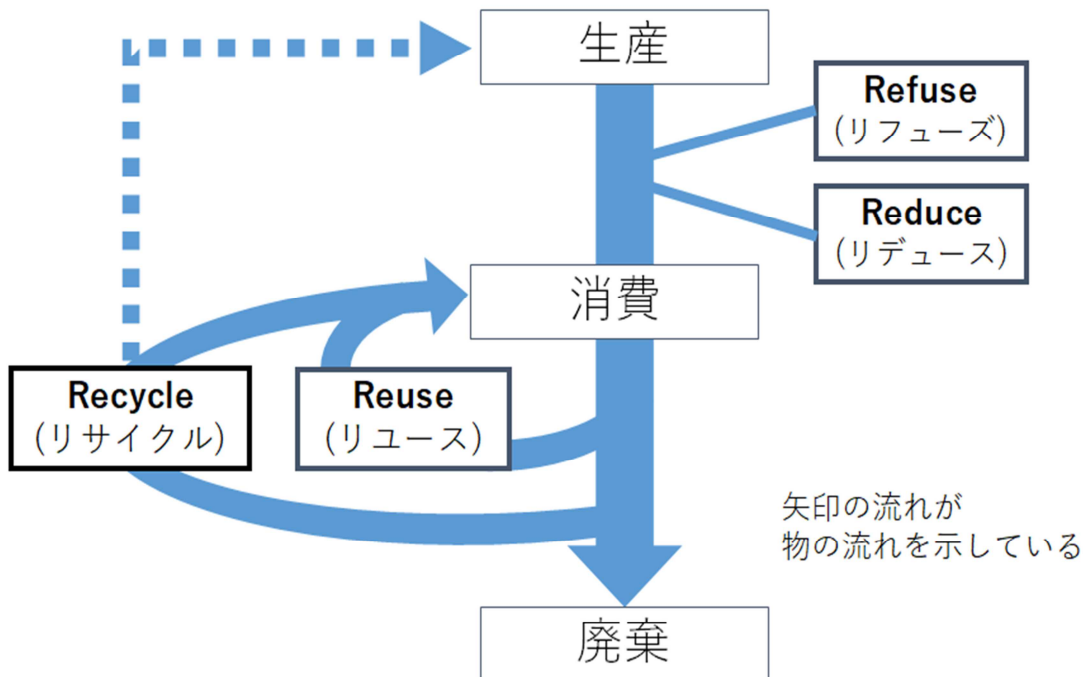 生産
Refuse
(リフューズ)
Reduce
(リデュース)
消費
Recycle
(リサイクル)
Reuse
(リユース)
矢印の流れが
物の流れを示している
廃棄